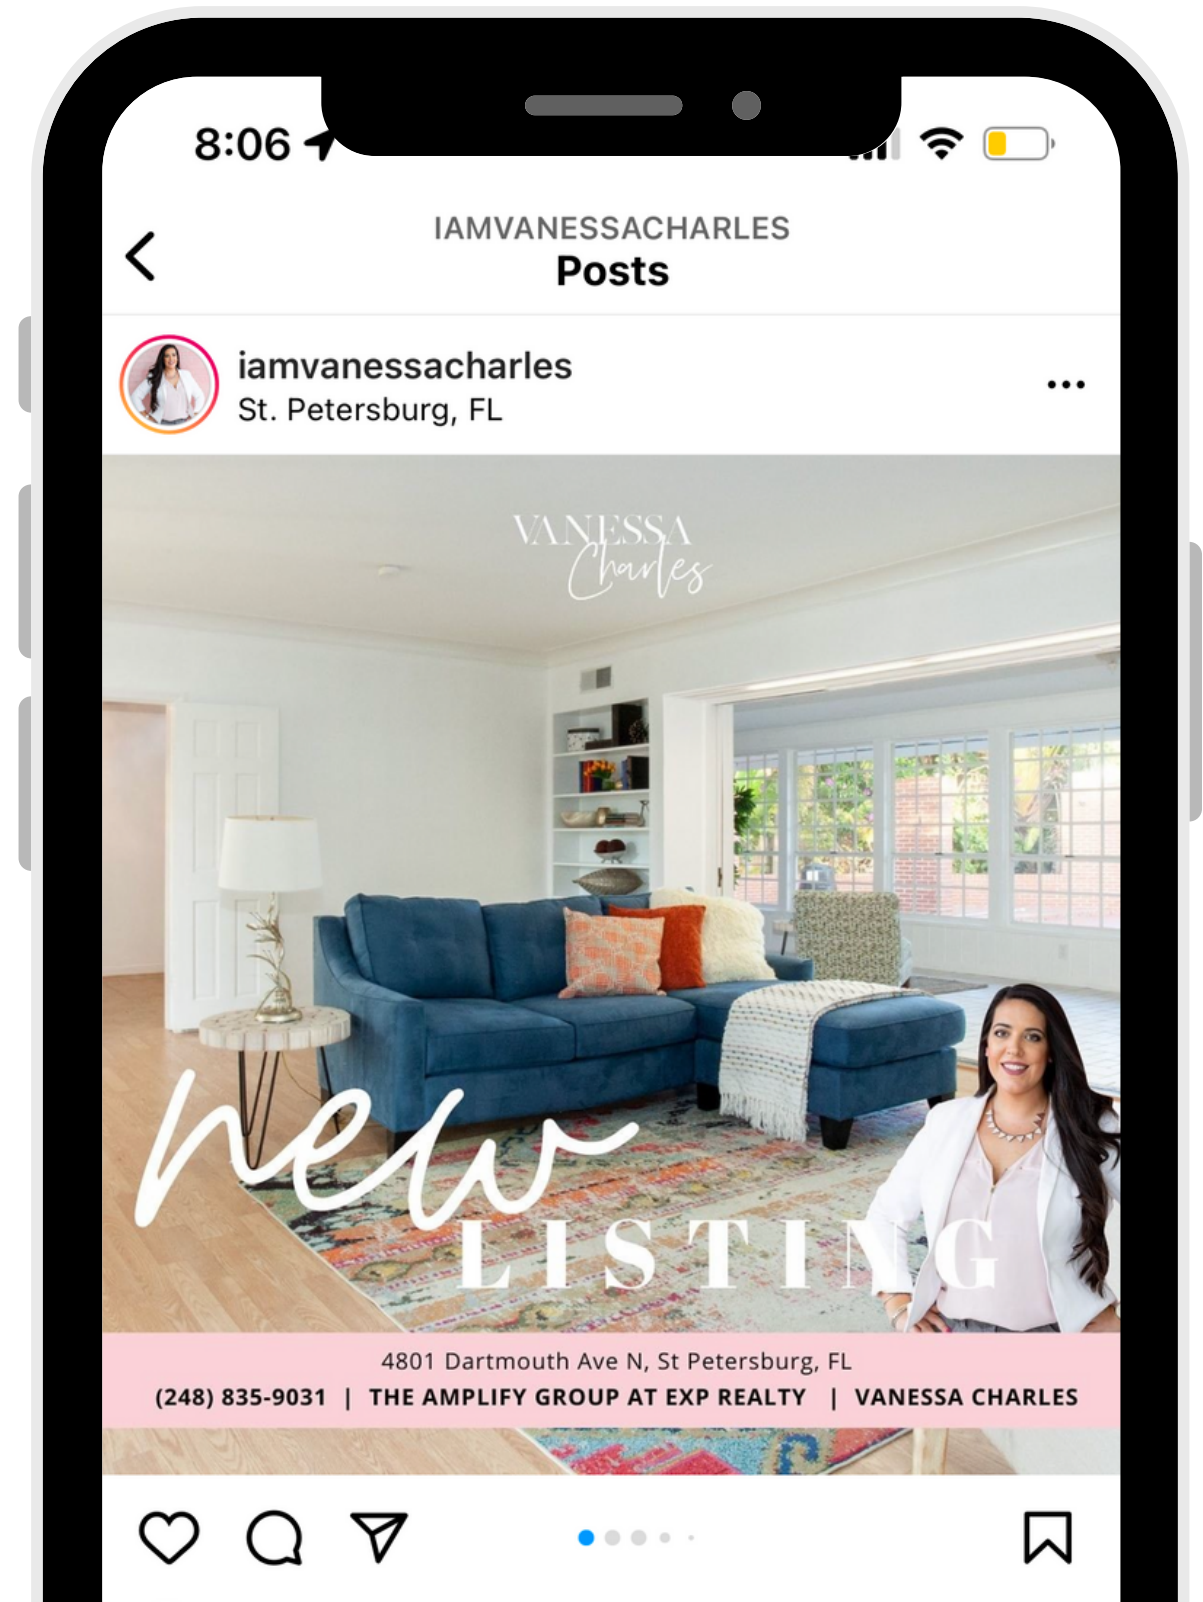 8:06
IAMVANESSACHARLES
Posts
iamvanessacharles
St. Petersburg, FL
VANESSA
Charles
new
LISTING
4801 Dartmouth Ave N, St Petersburg, FL
(248) 835-9031 | THE AMPLIFY GROUP AT EXP REALTY | VANESSA CHARLES